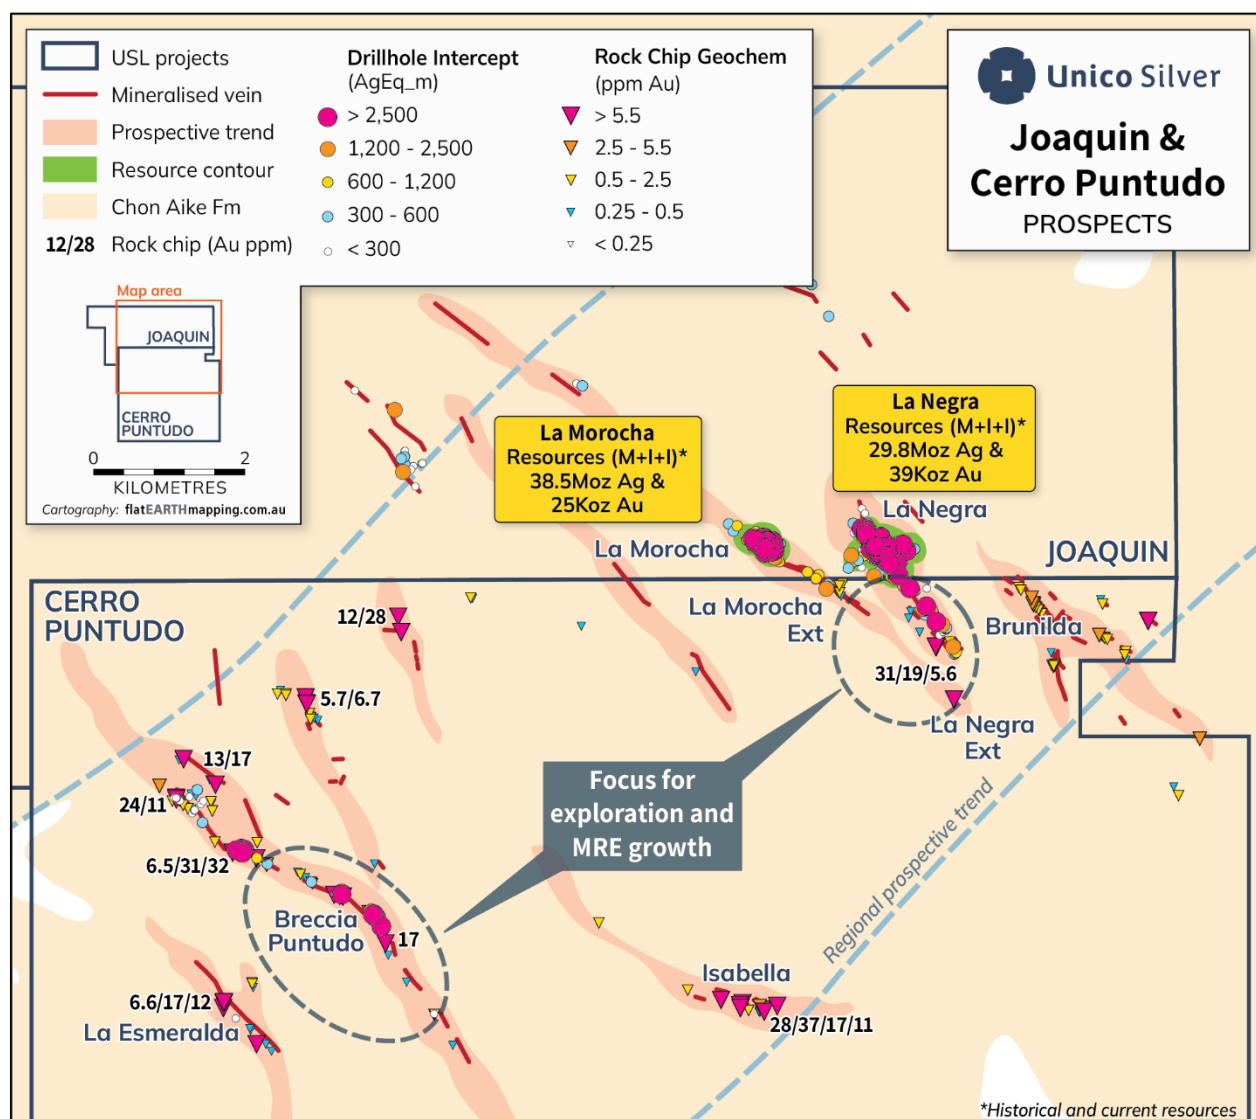 USL projects
Mineralised vein
Prospective trend
Resource contour
Chon Aike Fm
12/28 Rock chip (Au ppm)
Drillhole Intercept
(AgEq_m)
> 2,500
1,200 - 2,500
600 - 1,200
300 - 600
< 300
Rock Chip Geochem
(ppm Au)
> 5.5
2.5 - 5.5
0.5 - 2.5
0.25 - 0.5
< 0.25
Map area
JOAQUIN
CERRO
PUNTUDO
0 2
KILOMETRES
Cartography: flatEARTHmapping.com.au
Unico Silver
Joaquin &
Cerro Puntudo
PROSPECTS
La Morocha
Resources (M+I+I)*
38.5Moz Ag &
25Koz Au
La Negra
Resources (M+I+I)*
29.8Moz Ag &
39Koz Au
La Negra
La Morocha
JOAQUIN
CERRO
PUNTUDO
12/28
La Morocha
Ext
Brunilda
31/19/5.6
La Negra
Ext
5.7/6.7
13/17
24/11
6.5/31/32
Focus for
exploration and
MRE growth
Regional prospective trend
Breccia
Puntudo
17
Isabella
28/37/17/11
6.6/17/12
La Esmeralda
*Historical and current resources